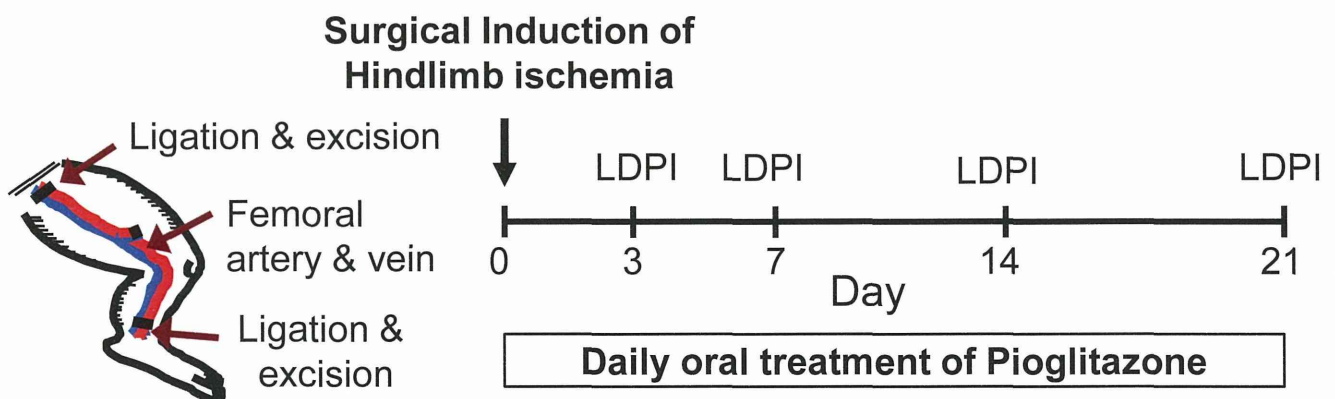 Surgical Induction of
Hindlimb ischemia
Ligation & excision
Femoral
artery & vein
Ligation &
excision
LDPI LDPI LDPI LDPI
0 3 7 14 21
Day
Daily oral treatment of Pioglitazone